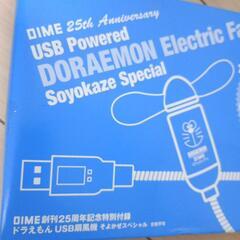 DIME 25th Anniversary
USB Powered
DORAEMON Electric Fa
Soyokaze Special
DIME創刊25周年記念特別付録
ドラえもん USB扇風機 そよかぜスペシャル